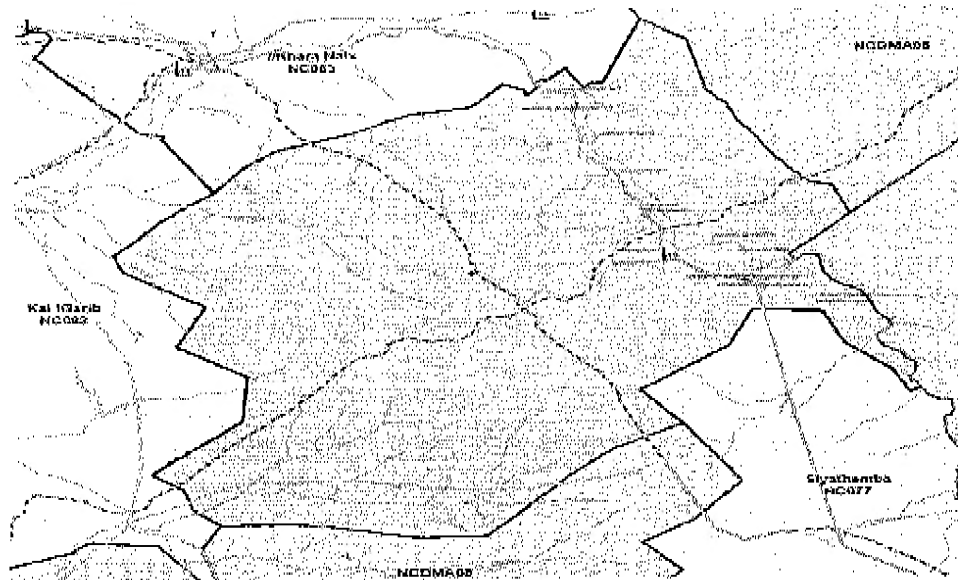 NCDMA08
//Khara Hais
NC083
Kai !Garib
NC082
Siyathemba
NC077
NCDMA08